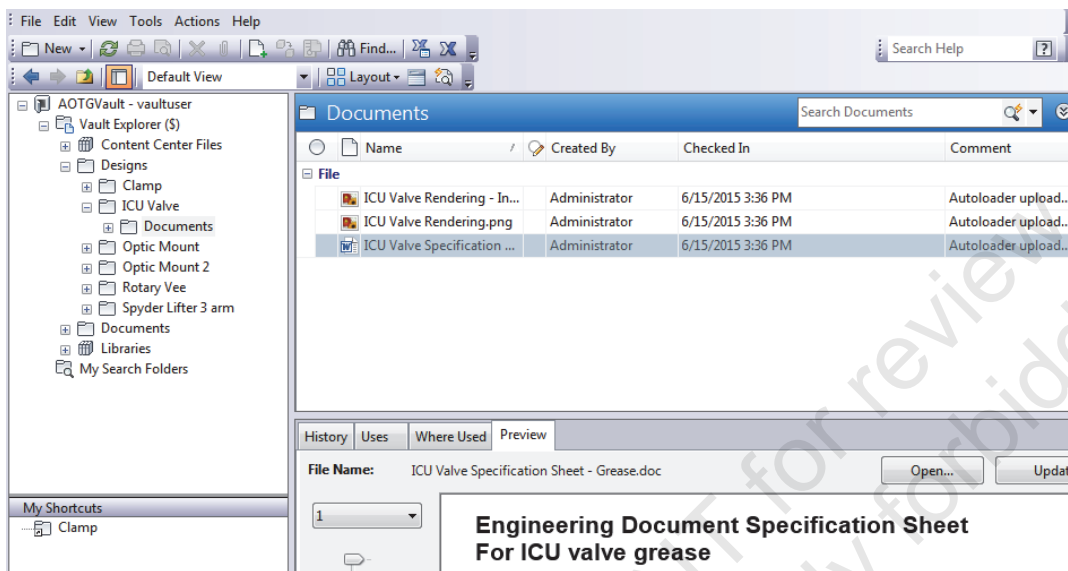 File Edit View Tools Actions Help
New Find... Search Help ?
Default View Layout
AOTGVault - vaultuser
Vault Explorer ($)
Content Center Files
Designs
Clamp
ICU Valve
Documents
Optic Mount
Optic Mount 2
Rotary Vee
Spyder Lifter 3 arm
Documents
Libraries
My Search Folders
My Shortcuts
Clamp
Documents Search Documents
Name Created By Checked In Comment
File
ICU Valve Rendering - In... Administrator 6/15/2015 3:36 PM Autoloader upload..
ICU Valve Rendering.png Administrator 6/15/2015 3:36 PM Autoloader upload..
ICU Valve Specification ... Administrator 6/15/2015 3:36 PM Autoloader upload..
History Uses Where Used Preview
File Name: ICU Valve Specification Sheet - Grease.doc Open... Updat
1
Engineering Document Specification Sheet
For ICU valve grease
for review